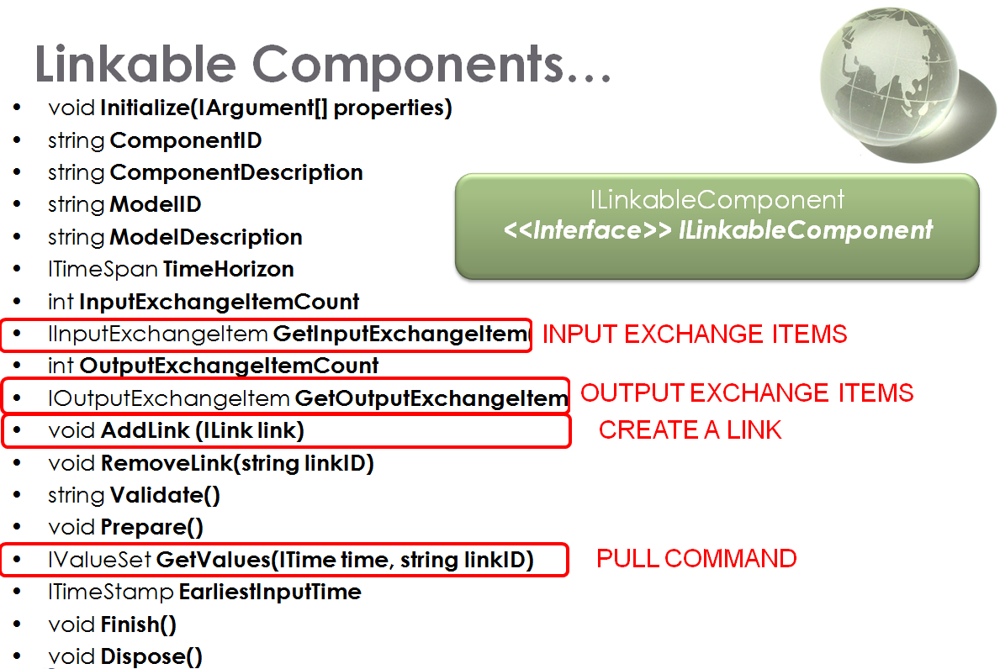 Linkable Components…
• void Initialize(IArgument[] properties)
• string ComponentID
• string ComponentDescription
• string ModelID
• string ModelDescription
• ITimeSpan TimeHorizon
• int InputExchangeItemCount
• IInputExchangeItem GetInputExchangeItem(
INPUT EXCHANGE ITEMS
• int OutputExchangeItemCount
• IOutputExchangeItem GetOutputExchangeItem
OUTPUT EXCHANGE ITEMS
• void AddLink (ILink link)
CREATE A LINK
• void RemoveLink(string linkID)
• string Validate()
• void Prepare()
• IValueSet GetValues(ITime time, string linkID)
PULL COMMAND
• ITimeStamp EarliestInputTime
• void Finish()
• void Dispose()
ILinkableComponent
<<Interface>> ILinkableComponent